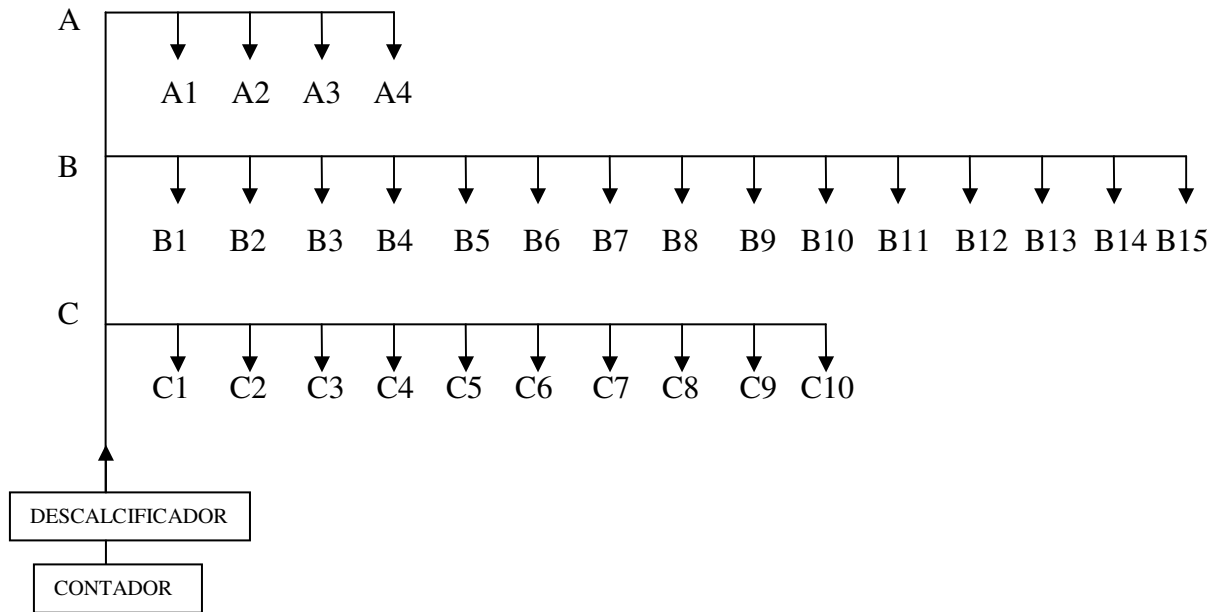 A
A1 A2 A3 A4
B
B1 B2 B3 B4 B5 B6 B7 B8 B9 B10 B11 B12 B13 B14 B15
C
C1 C2 C3 C4 C5 C6 C7 C8 C9 C10
DESCALCIFICADOR
CONTADOR